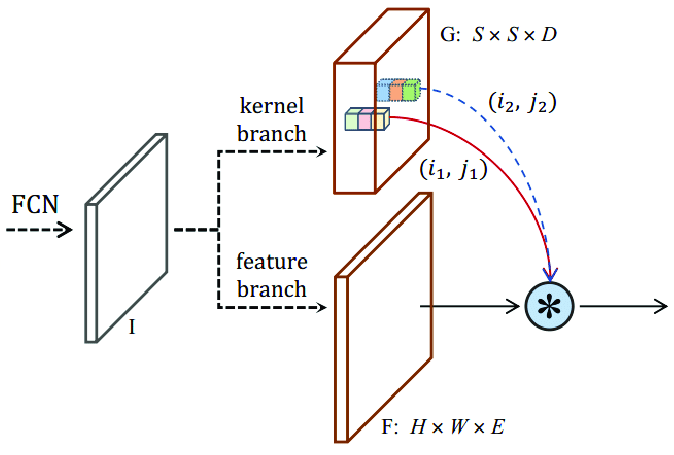 G: S × S × D
kernel
branch
(i₂, j₂)
(i₁, j₁)
FCN
feature
branch
I
F: H × W × E